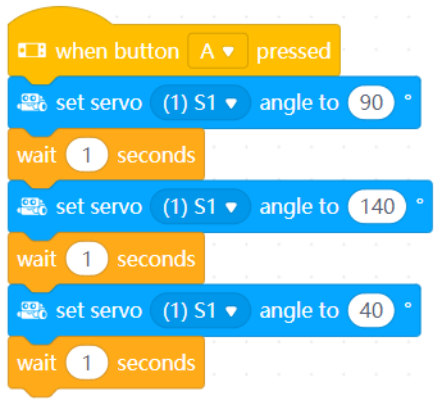 when button A ▾ pressed
set servo (1) S1 ▾ angle to 90 °
wait 1 seconds
set servo (1) S1 ▾ angle to 140 °
wait 1 seconds
set servo (1) S1 ▾ angle to 40 °
wait 1 seconds